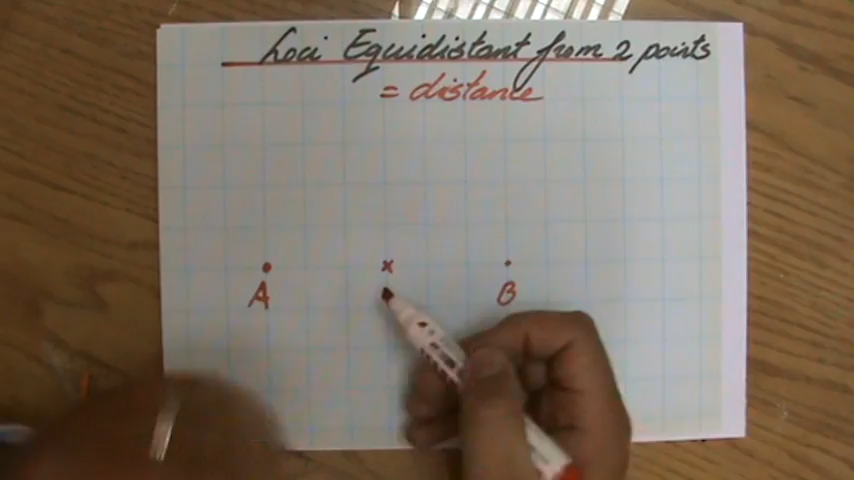 Loci Equidistant from 2 points
= distance
x
A B